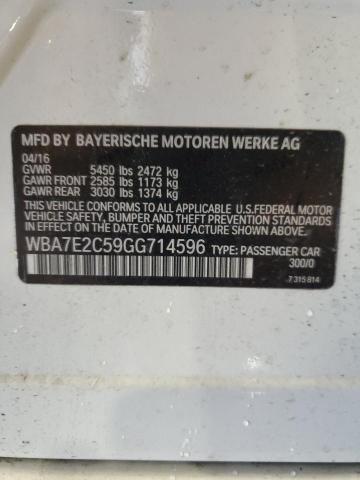 MFD BY BAYERISCHE MOTOREN WERKE AG
04/16
GVWR 5450 lbs 2472 kg
GAWR FRONT 2585 lbs 1173 kg
GAWR REAR 3030 lbs 1374 kg
THIS VEHICLE CONFORMS TO ALL APPLICABLE U.S.FEDERAL MOTOR
VEHICLE SAFETY, BUMPER AND THEFT PREVENTION STANDARDS
IN EFFECT ON THE DATE OF MANUFACTURE SHOWN ABOVE.
WBA7E2C59GG714596 TYPE: PASSENGER CAR
300/0
7 315 814